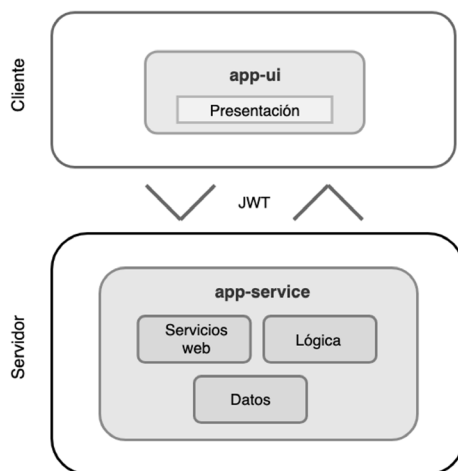 Cliente
app-ui
Presentación
JWT
Servidor
app-service
Servicios
web
Lógica
Datos